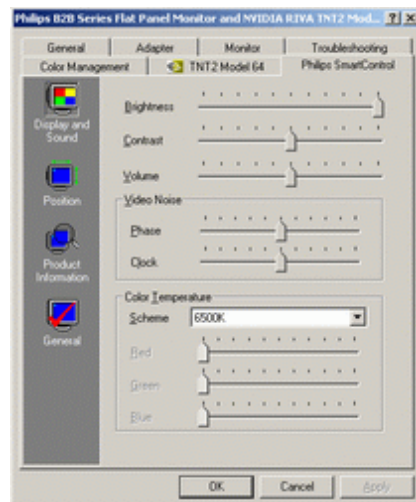 Philips B2B Series Flat Panel Monitor and NVIDIA RIVA TNT2 Mod... ? ×
General Adapter Monitor Troubleshooting
Color Management TNT2 Model 64 Philips SmartControl
Display and
Sound
Position
Product
Information
General
Brightness
Contrast
Volume
Video Noise
Phase
Clock
Color Temperature
Scheme 6500K
Red
Green
Blue
OK Cancel Apply